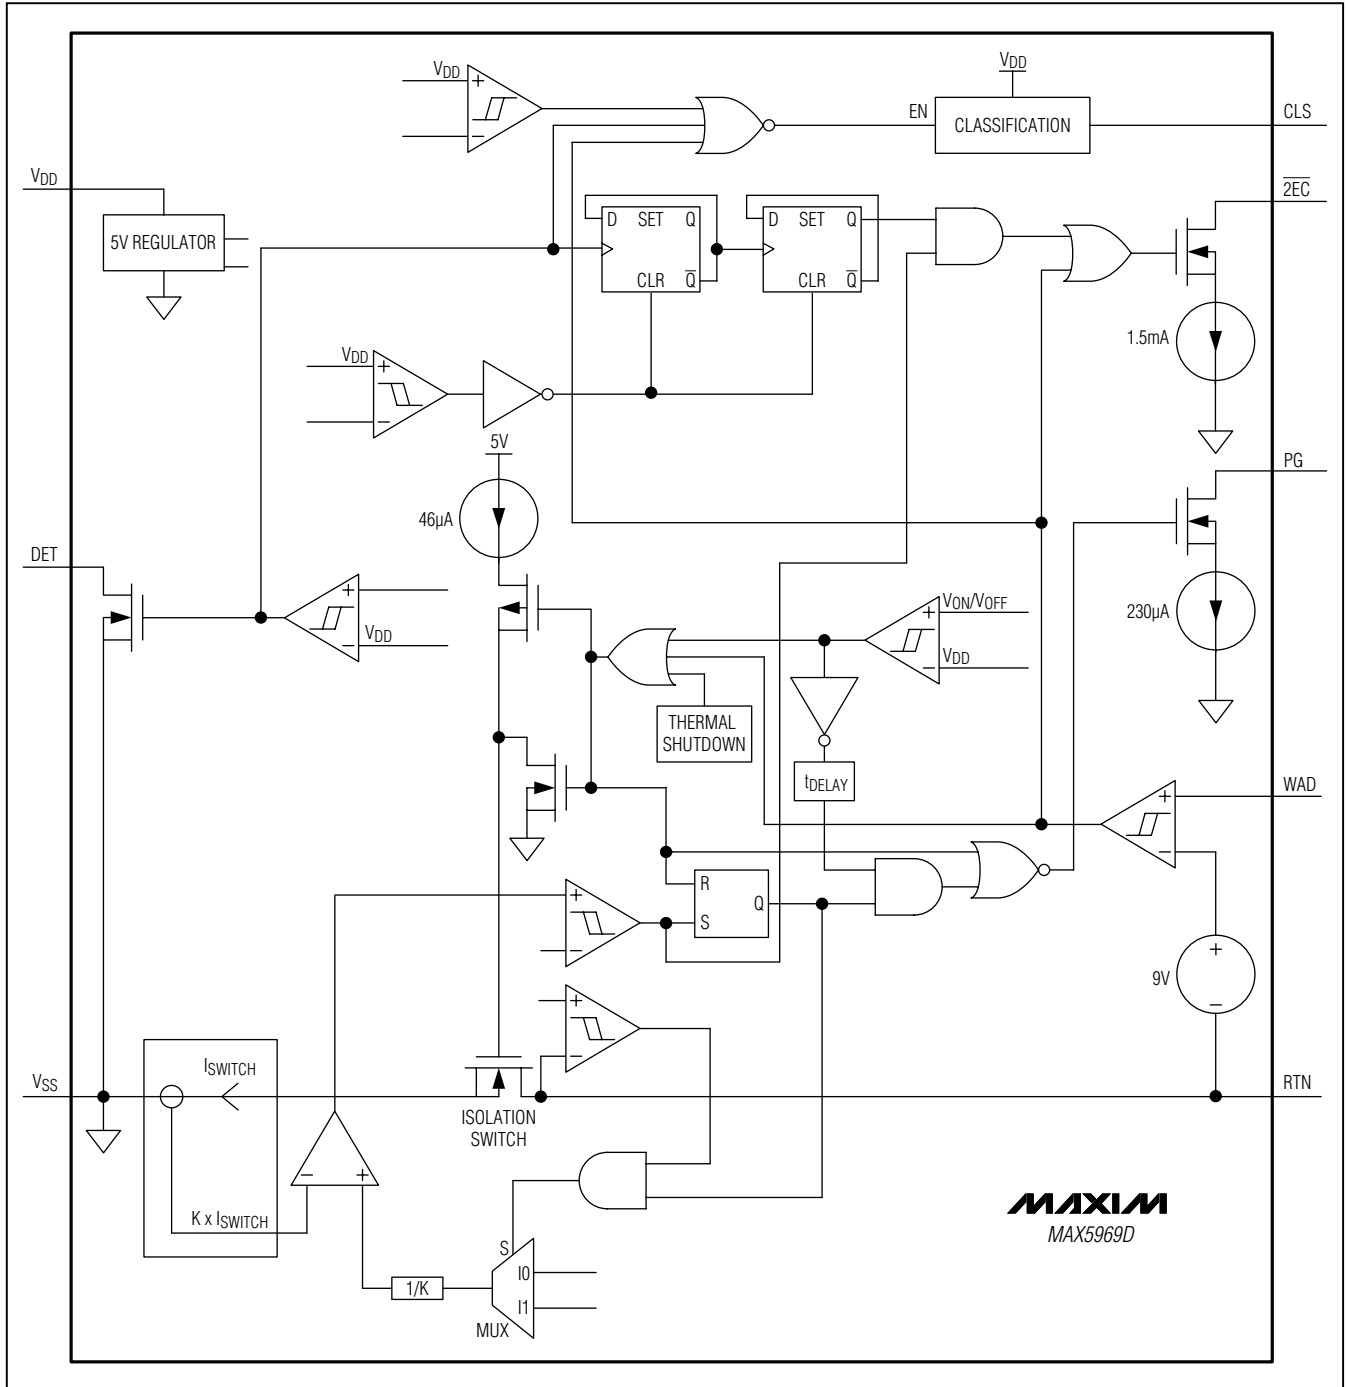 VDD
+
−
EN
VDD
CLASSIFICATION
CLS
VDD
5V REGULATOR
D SET Q
CLR Q̅
D SET Q
CLR Q̅
2̅E̅C̅
1.5mA
VDD
+
−
5V
46µA
PG
230µA
DET
+
VDD
−
VON/VOFF
+
VDD
−
THERMAL
SHUTDOWN
tDELAY
WAD
+
−
R
S
Q
+
−
9V
+
−
+
−
VSS
ISWITCH
ISOLATION
SWITCH
RTN
− +
K x ISWITCH
S
I0
I1
1/K
MUX
MAXIM
MAX5969D